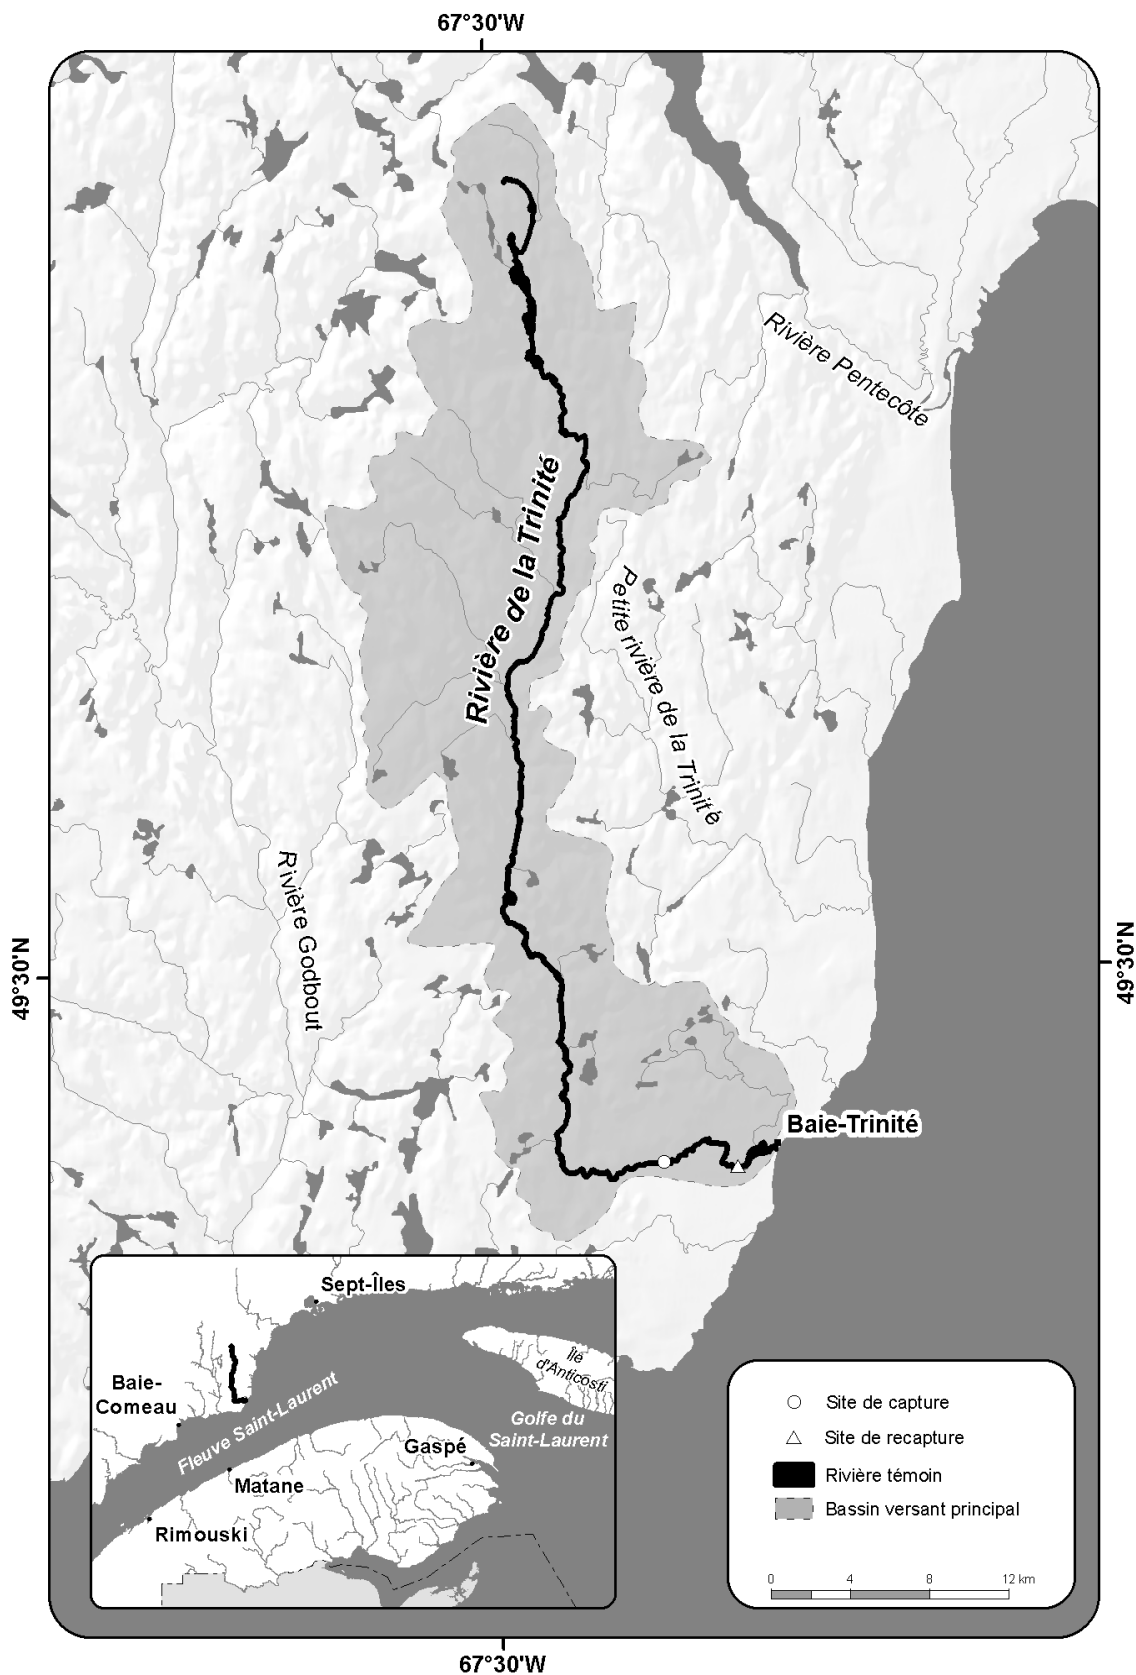 67°30'W
Rivière Pentecôte
Rivière de la Trinité
Petite rivière de la Trinité
Rivière Godbout
49°30'N
49°30'N
Baie-Trinité
Sept-Îles
Île
d'Anticosti
Baie-
Comeau
Fleuve Saint-Laurent
Golfe du
Saint-Laurent
Gaspé
Matane
Rimouski
Site de capture
Site de recapture
Rivière témoin
Bassin versant principal
0 4 8 12 km
67°30'W